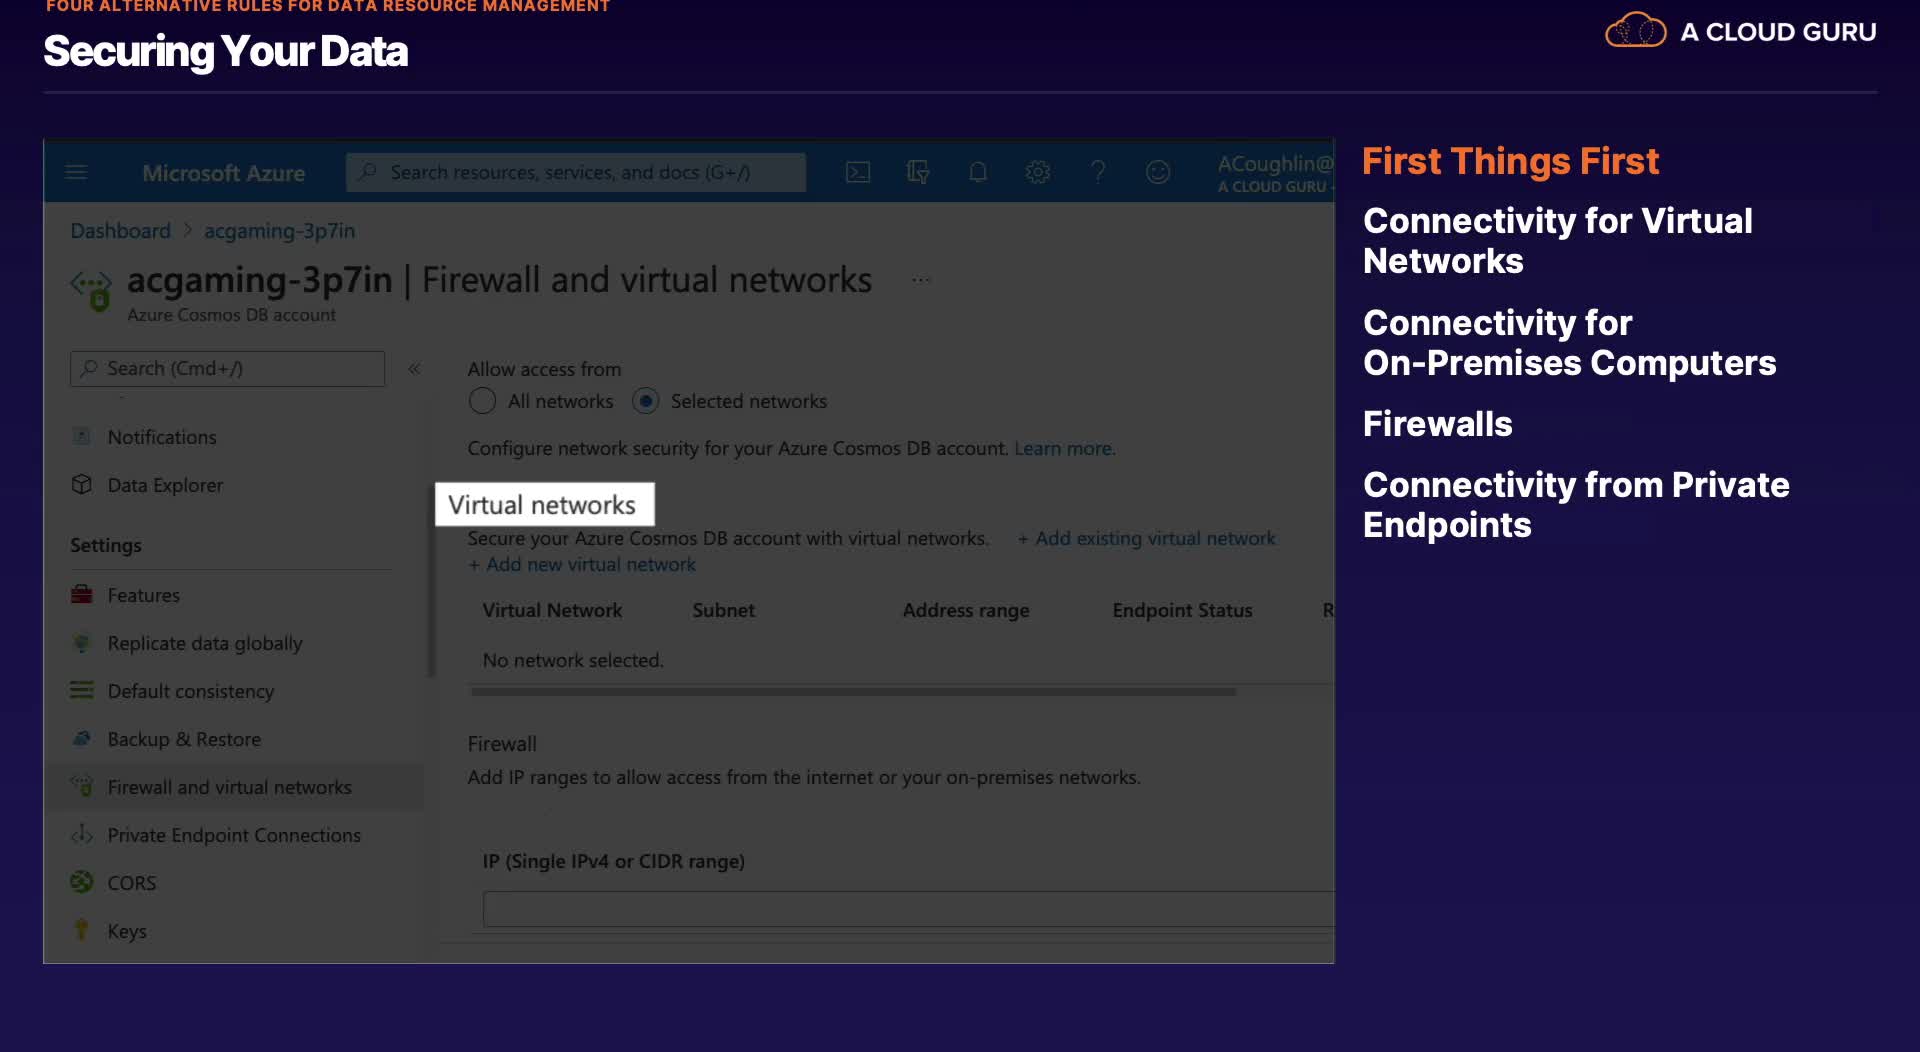 FOUR ALTERNATIVE RULES FOR DATA RESOURCE MANAGEMENT
Securing Your Data
A CLOUD GURU
Microsoft Azure
Search resources, services, and docs (G+/)
ACoughlin@
A CLOUD GURU -
Dashboard > acgaming-3p7in
acgaming-3p7in | Firewall and virtual networks ...
Azure Cosmos DB account
Search (Cmd+/)
«
Notifications
Data Explorer
Settings
Features
Replicate data globally
Default consistency
Backup & Restore
Firewall and virtual networks
Private Endpoint Connections
CORS
Keys
Allow access from
All networks
Selected networks
Configure network security for your Azure Cosmos DB account. Learn more.
Virtual networks
Secure your Azure Cosmos DB account with virtual networks. + Add existing virtual network
+ Add new virtual network
Virtual Network Subnet Address range Endpoint Status R
No network selected.
Firewall
Add IP ranges to allow access from the internet or your on-premises networks.
IP (Single IPv4 or CIDR range)
First Things First
Connectivity for Virtual
Networks
Connectivity for
On-Premises Computers
Firewalls
Connectivity from Private
Endpoints